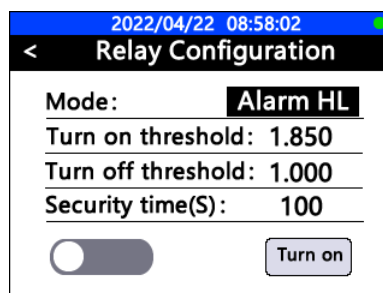 2022/04/22 08:58:02
< Relay Configuration
Mode: Alarm HL
Turn on threshold: 1.850
Turn off threshold: 1.000
Security time(S): 100
Turn on